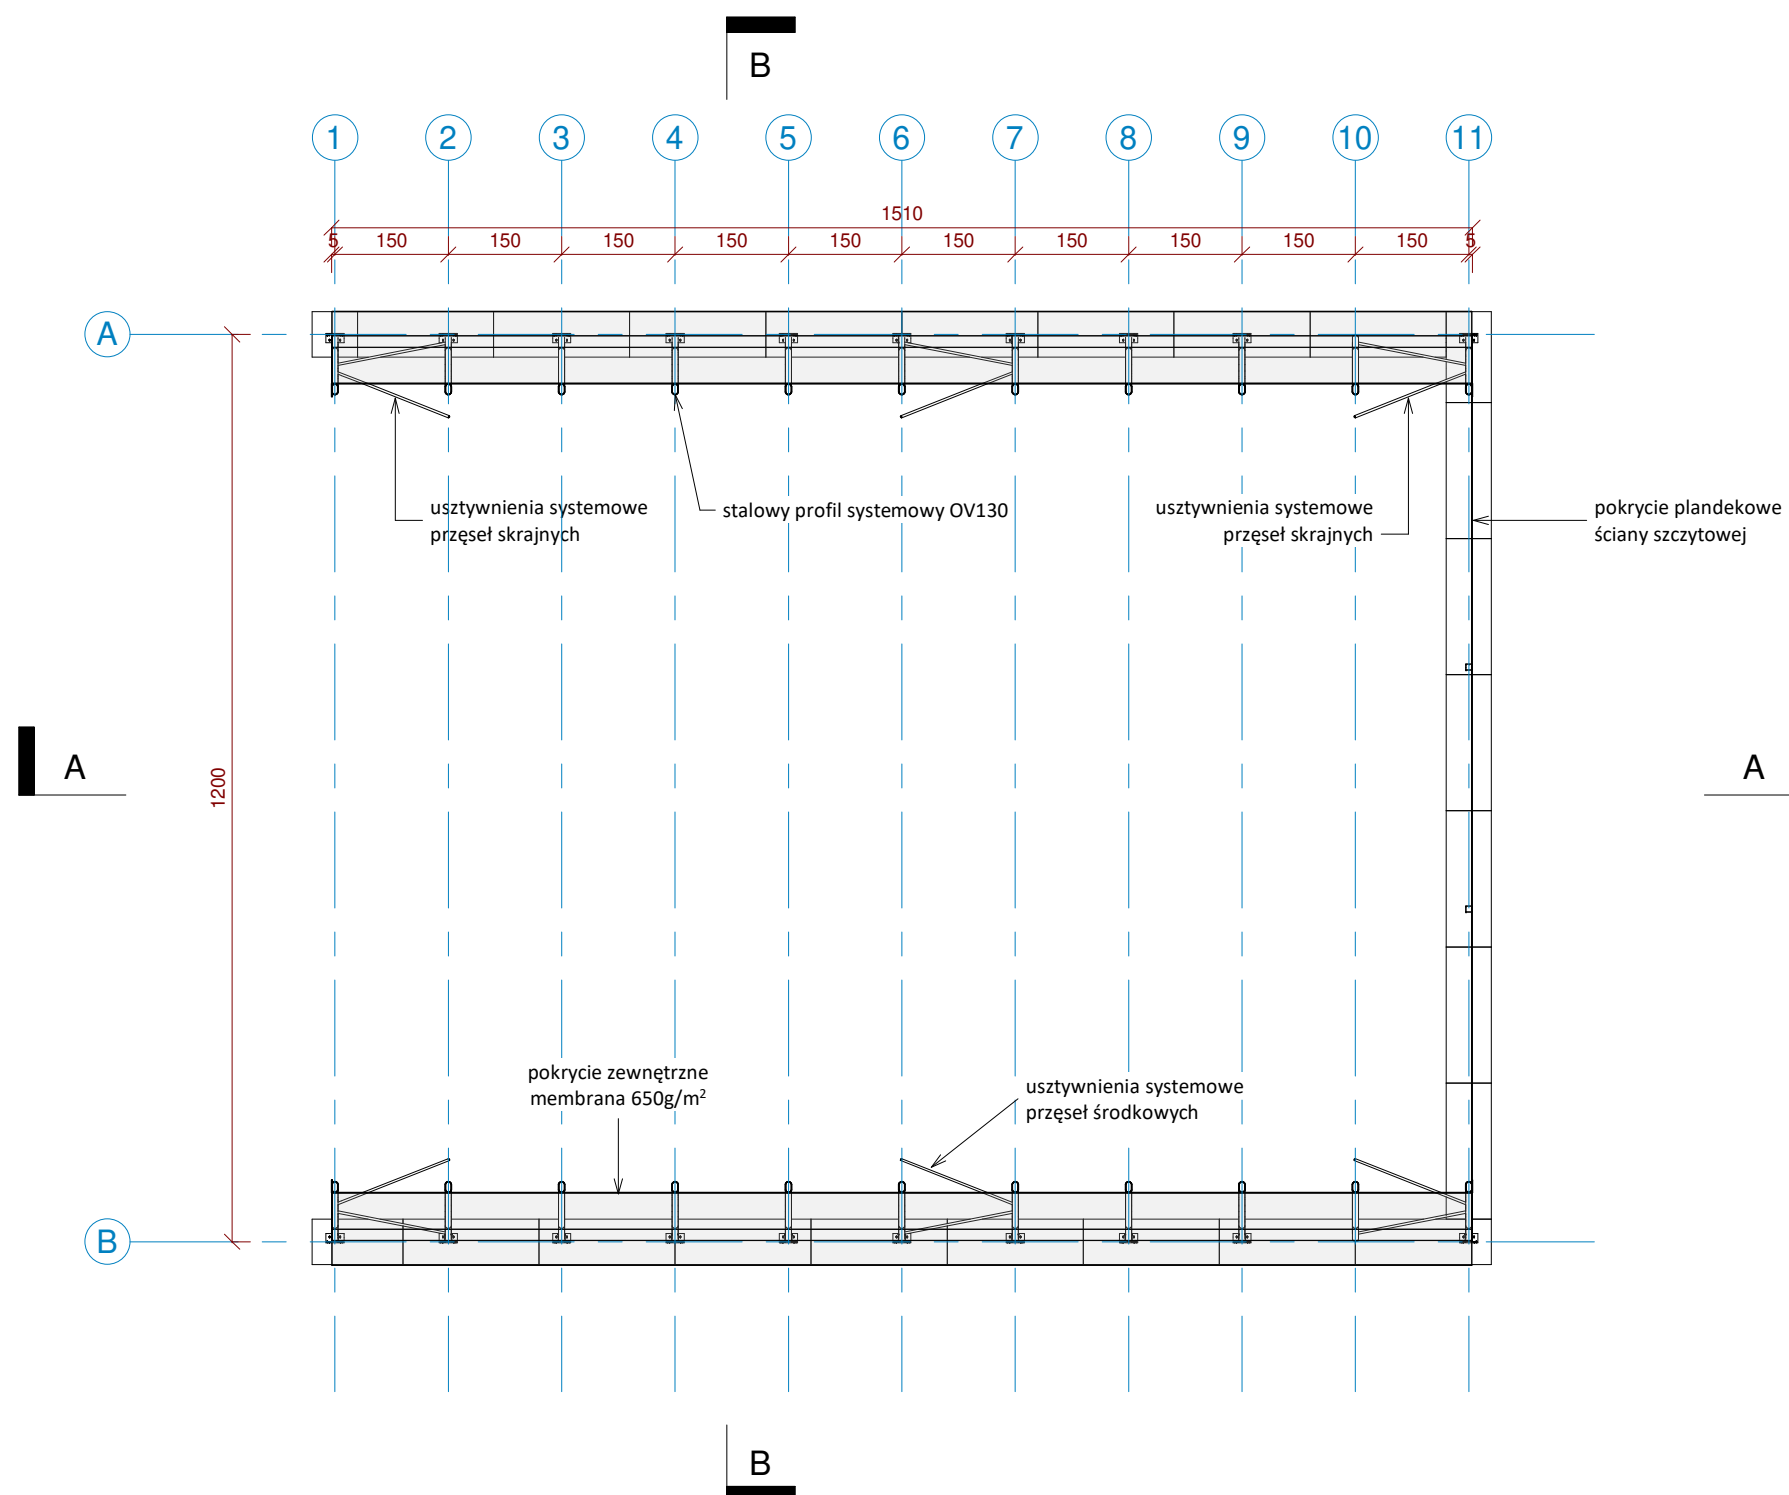 B
1 2 3 4 5 6 7 8 9 10 11
1510
5 150 150 150 150 150 150 150 150 150 150 5
A
usztywnienia systemowe
przęseł skrajnych
stalowy profil systemowy OV130
usztywnienia systemowe
przęseł skrajnych
pokrycie plandekowe
ściany szczytowej
A
A
1200
pokrycie zewnętrzne
membrana 650g/m²
usztywnienia systemowe
przęseł środkowych
B
B